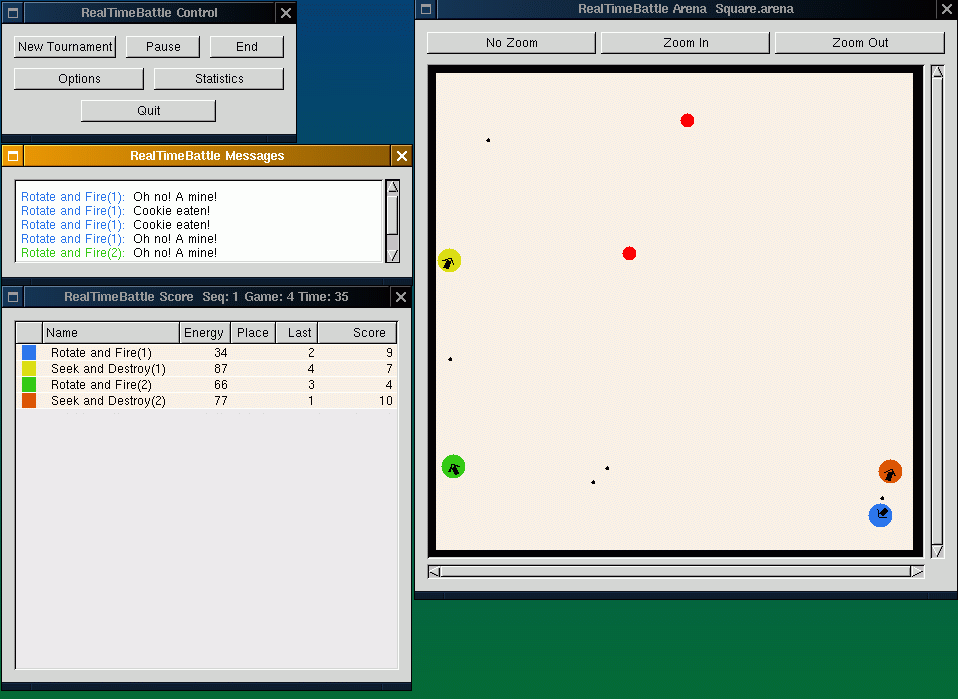 RealTimeBattle Control
New Tournament Pause End
Options Statistics
Quit
RealTimeBattle Messages
Rotate and Fire(1): Oh no! A mine!
Rotate and Fire(1): Cookie eaten!
Rotate and Fire(1): Cookie eaten!
Rotate and Fire(1): Oh no! A mine!
Rotate and Fire(2): Oh no! A mine!
RealTimeBattle Score Seq: 1 Game: 4 Time: 35
Name Energy Place Last Score
Rotate and Fire(1) 34 2 9
Seek and Destroy(1) 87 4 7
Rotate and Fire(2) 66 3 4
Seek and Destroy(2) 77 1 10
RealTimeBattle Arena Square.arena
No Zoom Zoom In Zoom Out